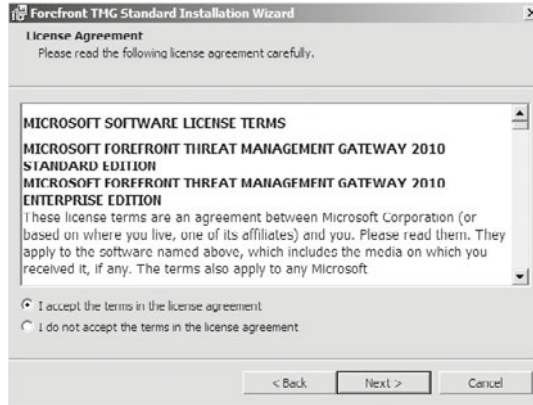 Forefront TMG Standard Installation Wizard
License Agreement
Please read the following license agreement carefully.
MICROSOFT SOFTWARE LICENSE TERMS
MICROSOFT FOREFRONT THREAT MANAGEMENT GATEWAY 2010
STANDARD EDITION
MICROSOFT FOREFRONT THREAT MANAGEMENT GATEWAY 2010
ENTERPRISE EDITION
These license terms are an agreement between Microsoft Corporation (or
based on where you live, one of its affiliates) and you. Please read them. They
apply to the software named above, which includes the media on which you
received it, if any. The terms also apply to any Microsoft
I accept the terms in the license agreement
I do not accept the terms in the license agreement
< Back Next > Cancel